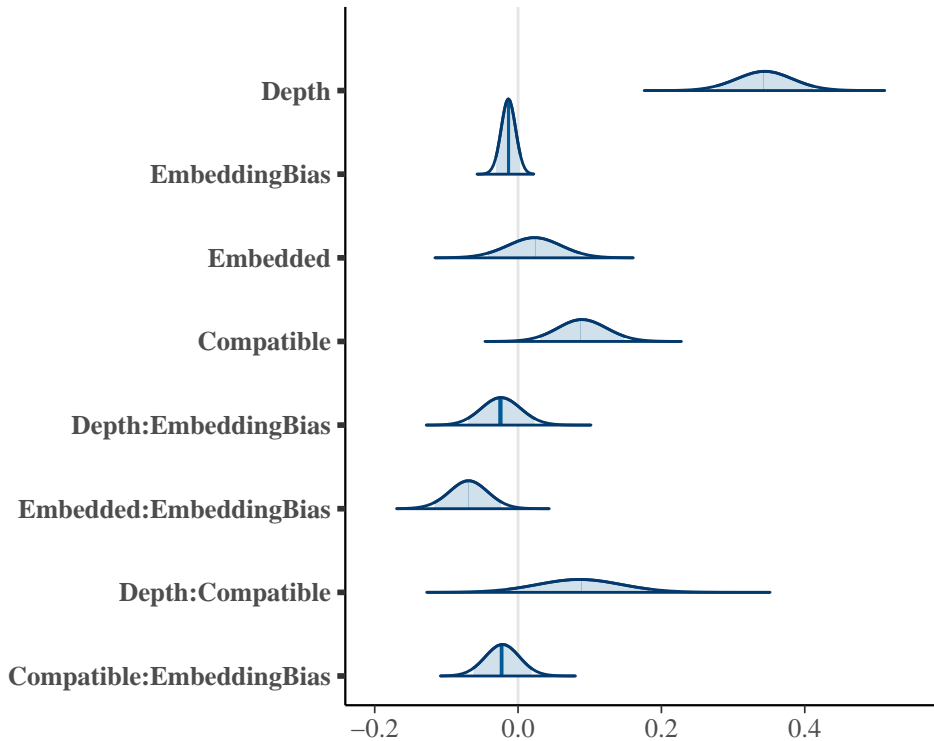 Depth
EmbeddingBias
Embedded
Compatible
Depth:EmbeddingBias
Embedded:EmbeddingBias
Depth:Compatible
Compatible:EmbeddingBias
−0.2 0.0 0.2 0.4